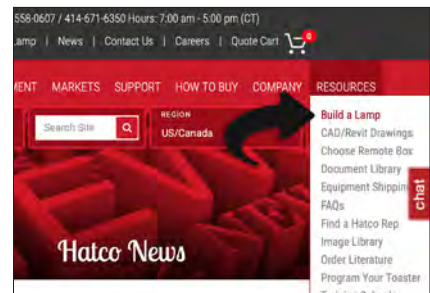 558-0607 / 414-671-6350 Hours: 7:00 am - 5:00 pm (CT)
Lamp | News | Contact Us | Careers | Quote Cart 0
MENT MARKETS SUPPORT HOW TO BUY COMPANY RESOURCES
Search Site
REGION
US/Canada
Build a Lamp
CAD/Revit Drawings
Choose Remote Box
Document Library
Equipment Shippin
FAQs
Find a Hatco Rep
Image Library
Order Literature
Program Your Toaster
chat
Hatco News